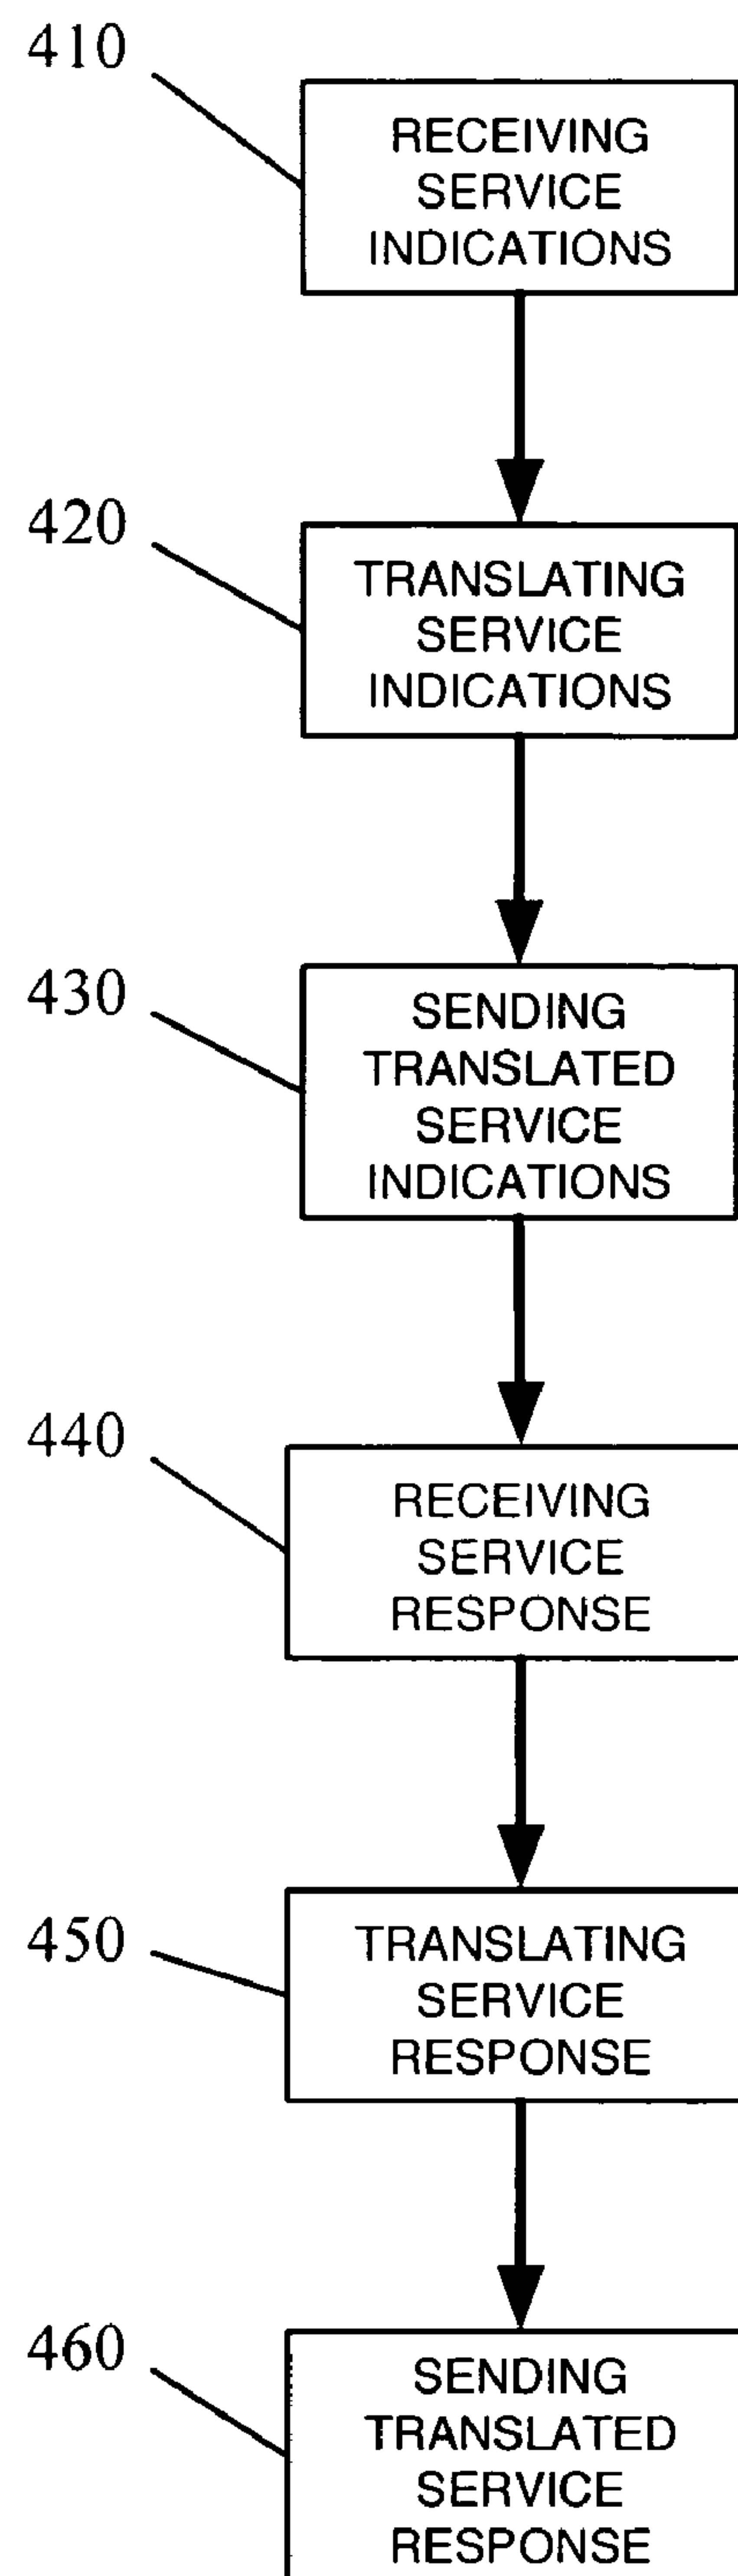 410
RECEIVING
SERVICE
INDICATIONS
420
TRANSLATING
SERVICE
INDICATIONS
430
SENDING
TRANSLATED
SERVICE
INDICATIONS
440
RECEIVING
SERVICE
RESPONSE
450
TRANSLATING
SERVICE
RESPONSE
460
SENDING
TRANSLATED
SERVICE
RESPONSE